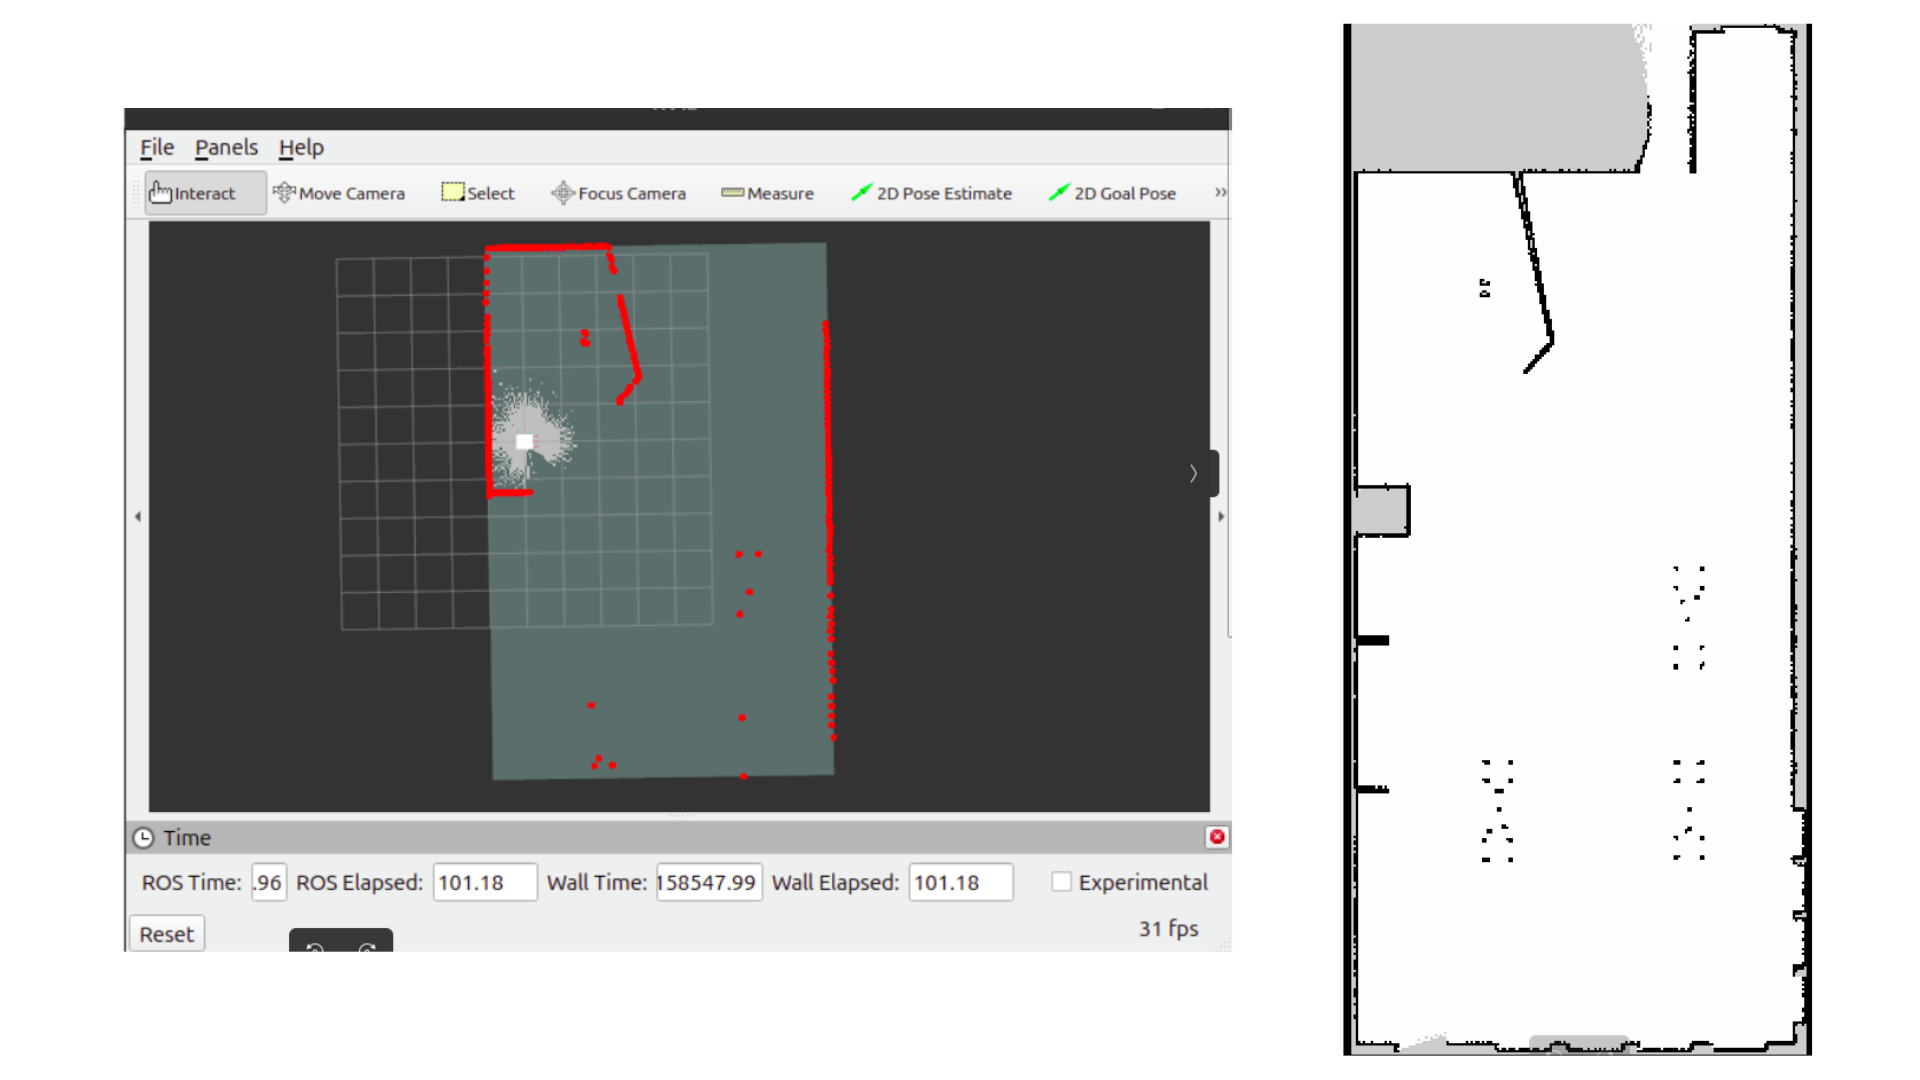 File Panels Help
Interact Move Camera Select Focus Camera Measure 2D Pose Estimate 2D Goal Pose »
Time
ROS Time: .96 ROS Elapsed: 101.18 Wall Time: 158547.99 Wall Elapsed: 101.18 Experimental
Reset 31 fps